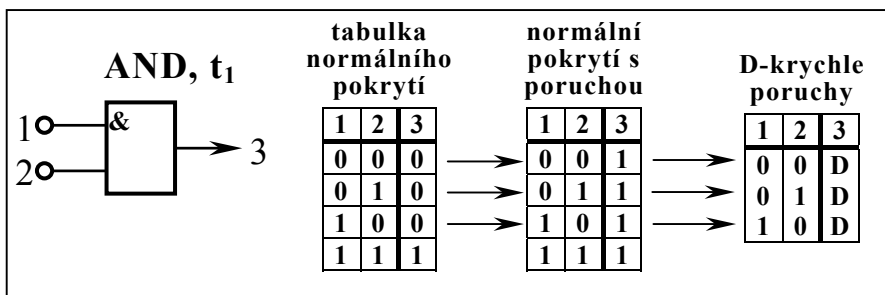 AND, t1
1
2
&
3
tabulka
normálního
pokrytí
1 2 3
0 0 0
0 1 0
1 0 0
1 1 1
normální
pokrytí s
poruchou
1 2 3
0 0 1
0 1 1
1 0 1
1 1 1
D-krychle
poruchy
1 2 3
0 0 D
0 1 D
1 0 D